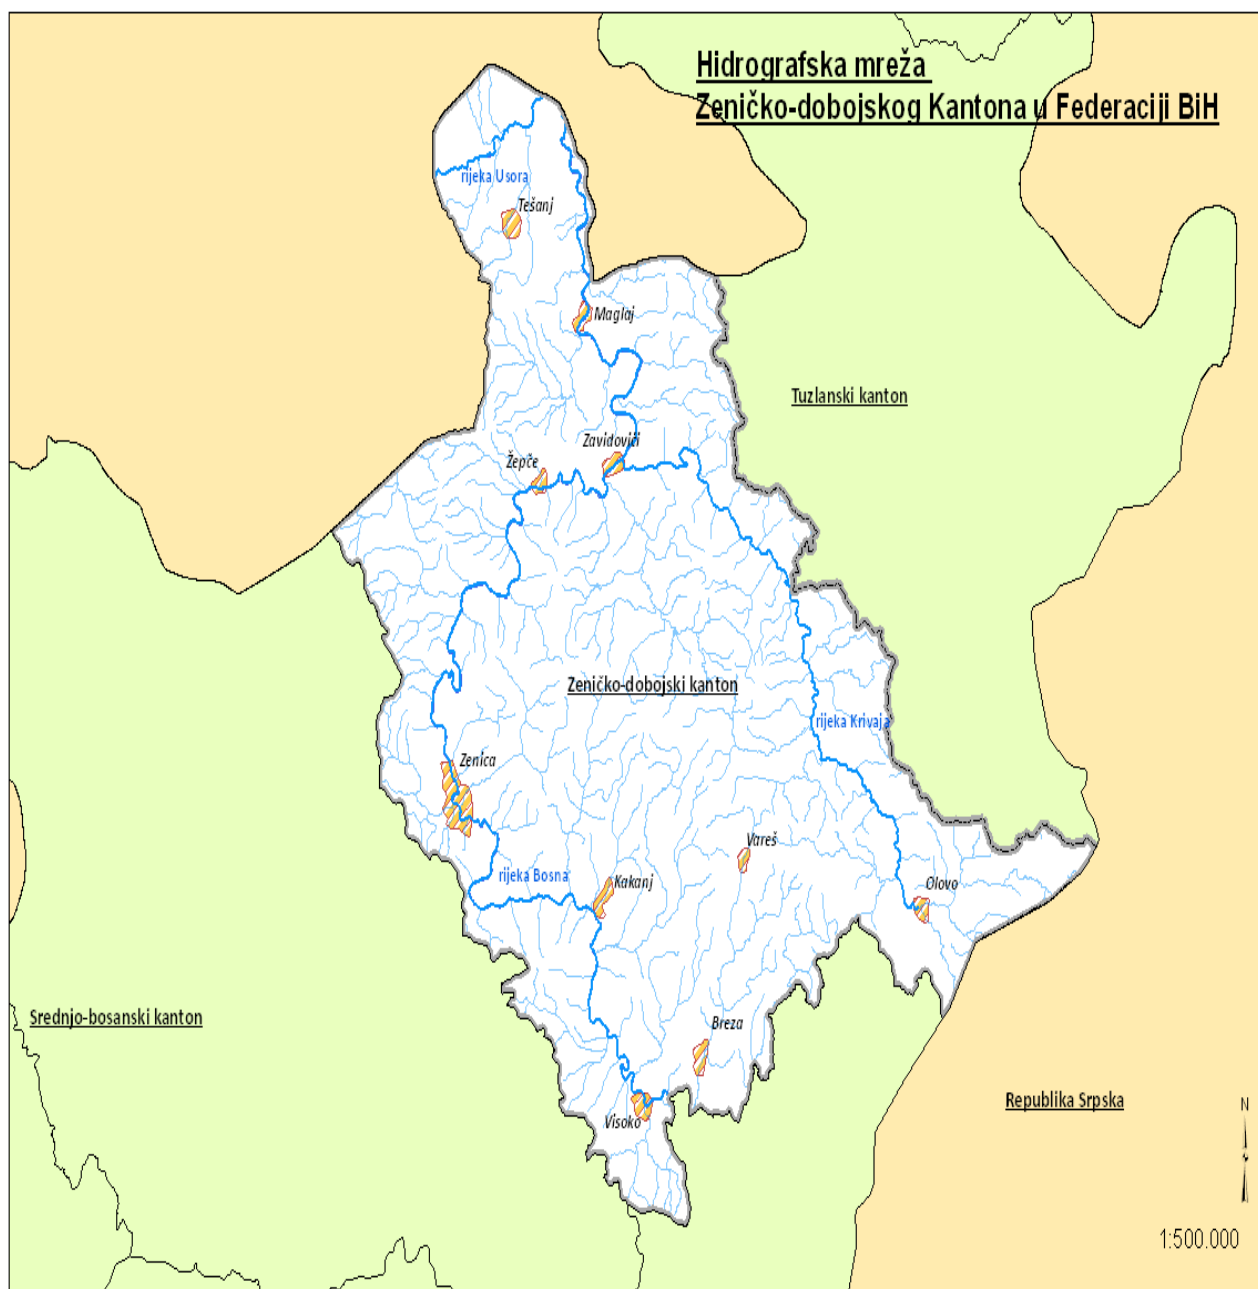 Hidrografska mreža
Zeničko-dobojskog Kantona u Federaciji BiH
rijeka Usora
Tešanj
Maglaj
Tuzlanski kanton
Zavidovići
Žepče
Zeničko-dobojski kanton
rijeka Krivaja
Zenica
Vareš
rijeka Bosna
Kakanj
Olovo
Srednjo-bosanski kanton
Breza
Republika Srpska
Visoko
N
1:500.000